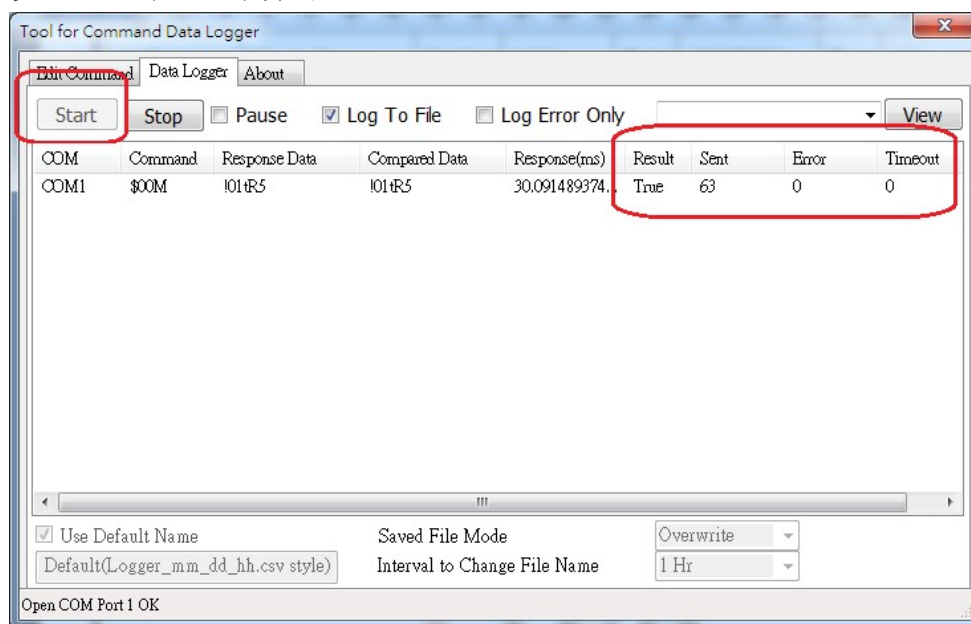 Tool for Command Data Logger
Edit Command Data Logger About
Start Stop Pause Log To File Log Error Only View
COM Command Response Data Compared Data Response(ms) Result Sent Error Timeout
COM1 $00M !01tR5 !01tR5 30.091489374... True 63 0 0
Use Default Name Saved File Mode Overwrite
Default(Logger_mm_dd_hh.csv style) Interval to Change File Name 1 Hr
Open COM Port 1 OK